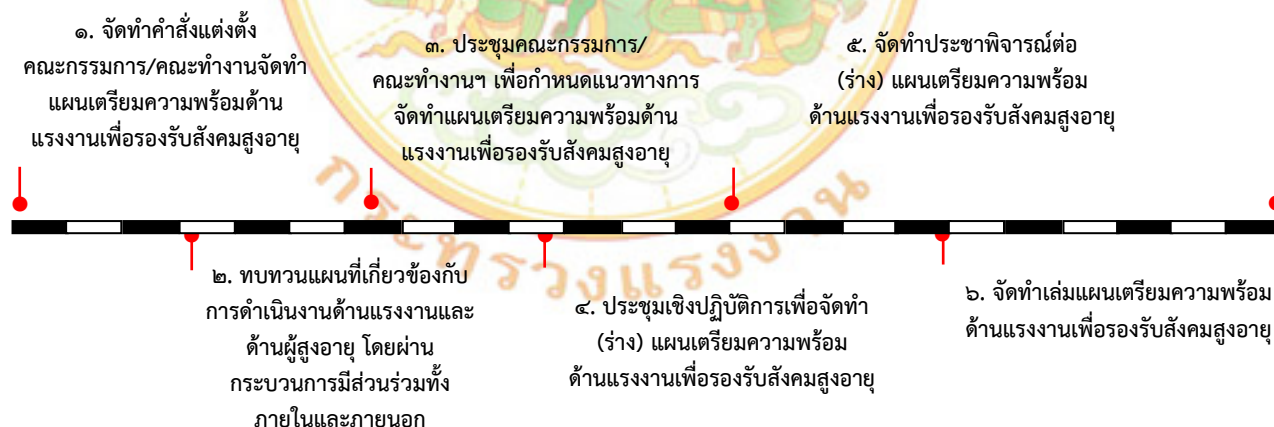 ๑. จัดทำคำสั่งแต่งตั้ง
คณะกรรมการ/คณะทำงานจัดทำ
แผนเตรียมความพร้อมด้าน
แรงงานเพื่อรองรับสังคมสูงอายุ
๒. ทบทวนแผนที่เกี่ยวข้องกับ
การดำเนินงานด้านแรงงานและ
ด้านผู้สูงอายุ โดยผ่าน
กระบวนการมีส่วนร่วมทั้ง
ภายในและภายนอก
๓. ประชุมคณะกรรมการ/
คณะทำงานฯ เพื่อกำหนดแนวทางการ
จัดทำแผนเตรียมความพร้อมด้าน
แรงงานเพื่อรองรับสังคมสูงอายุ
๔. ประชุมเชิงปฏิบัติการเพื่อจัดทำ
(ร่าง) แผนเตรียมความพร้อม
ด้านแรงงานเพื่อรองรับสังคมสูงอายุ
๕. จัดทำประชาพิจารณ์ต่อ
(ร่าง) แผนเตรียมความพร้อม
ด้านแรงงานเพื่อรองรับสังคมสูงอายุ
๖. จัดทำเล่มแผนเตรียมความพร้อม
ด้านแรงงานเพื่อรองรับสังคมสูงอายุ
กระทรวงแรงงาน